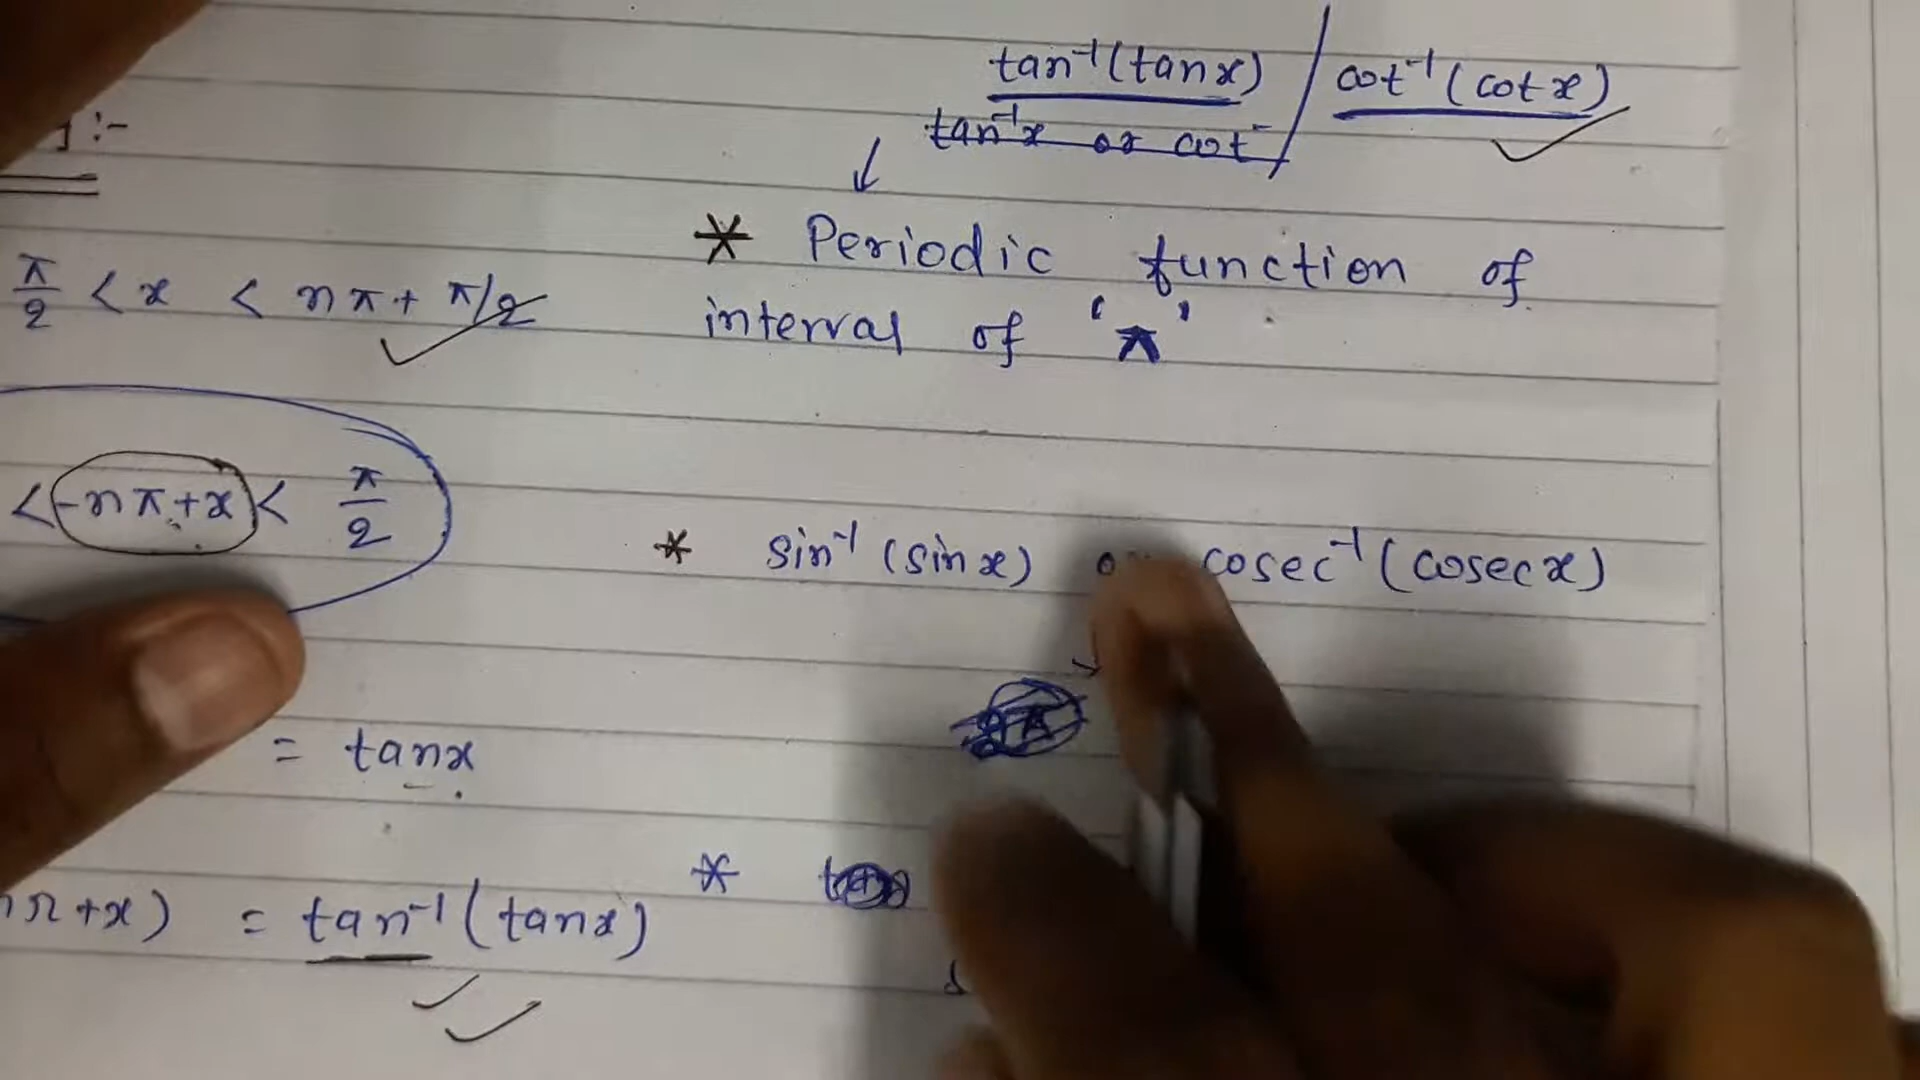 tan⁻¹(tanx) / cot⁻¹(cotx)
tan⁻¹x or cot⁻
* Periodic function of
interval of 'π'
π/2 < x < nπ + π/2
< -nπ+x < π/2
* sin⁻¹(sinx) cosec⁻¹(cosecx)
= tanx
+x) = tan⁻¹(tanx)
*